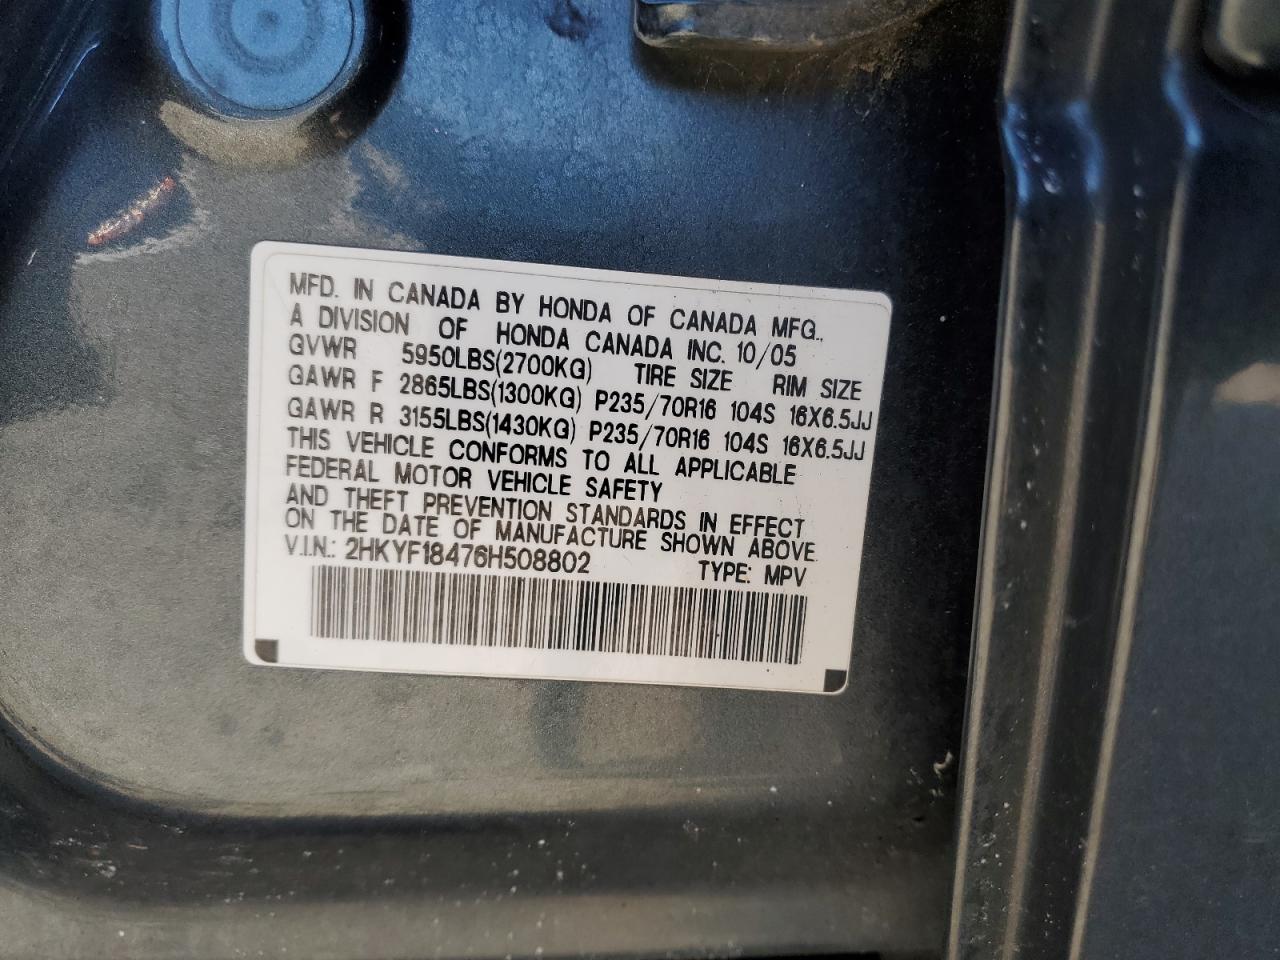 MFD. IN CANADA BY HONDA OF CANADA MFG.,
A DIVISION OF HONDA CANADA INC. 10/05
GVWR 5950LBS(2700KG) TIRE SIZE RIM SIZE
GAWR F 2865LBS(1300KG) P235/70R16 104S 16X6.5JJ
GAWR R 3155LBS(1430KG) P235/70R16 104S 16X6.5JJ
THIS VEHICLE CONFORMS TO ALL APPLICABLE
FEDERAL MOTOR VEHICLE SAFETY
AND THEFT PREVENTION STANDARDS IN EFFECT
ON THE DATE OF MANUFACTURE SHOWN ABOVE.
V.I.N.: 2HKYF18476H508802 TYPE: MPV